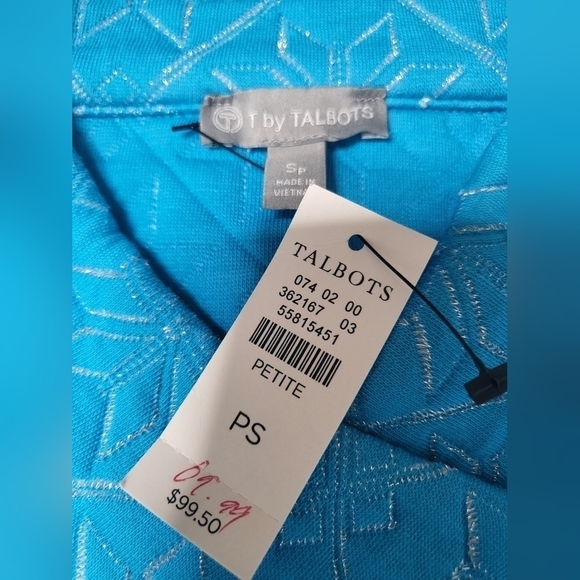 T by TALBOTS
SP
MADE IN
VIETNAM
TALBOTS
074 02 00
362167 03
55815451
PETITE
PS
69.99
$99.50